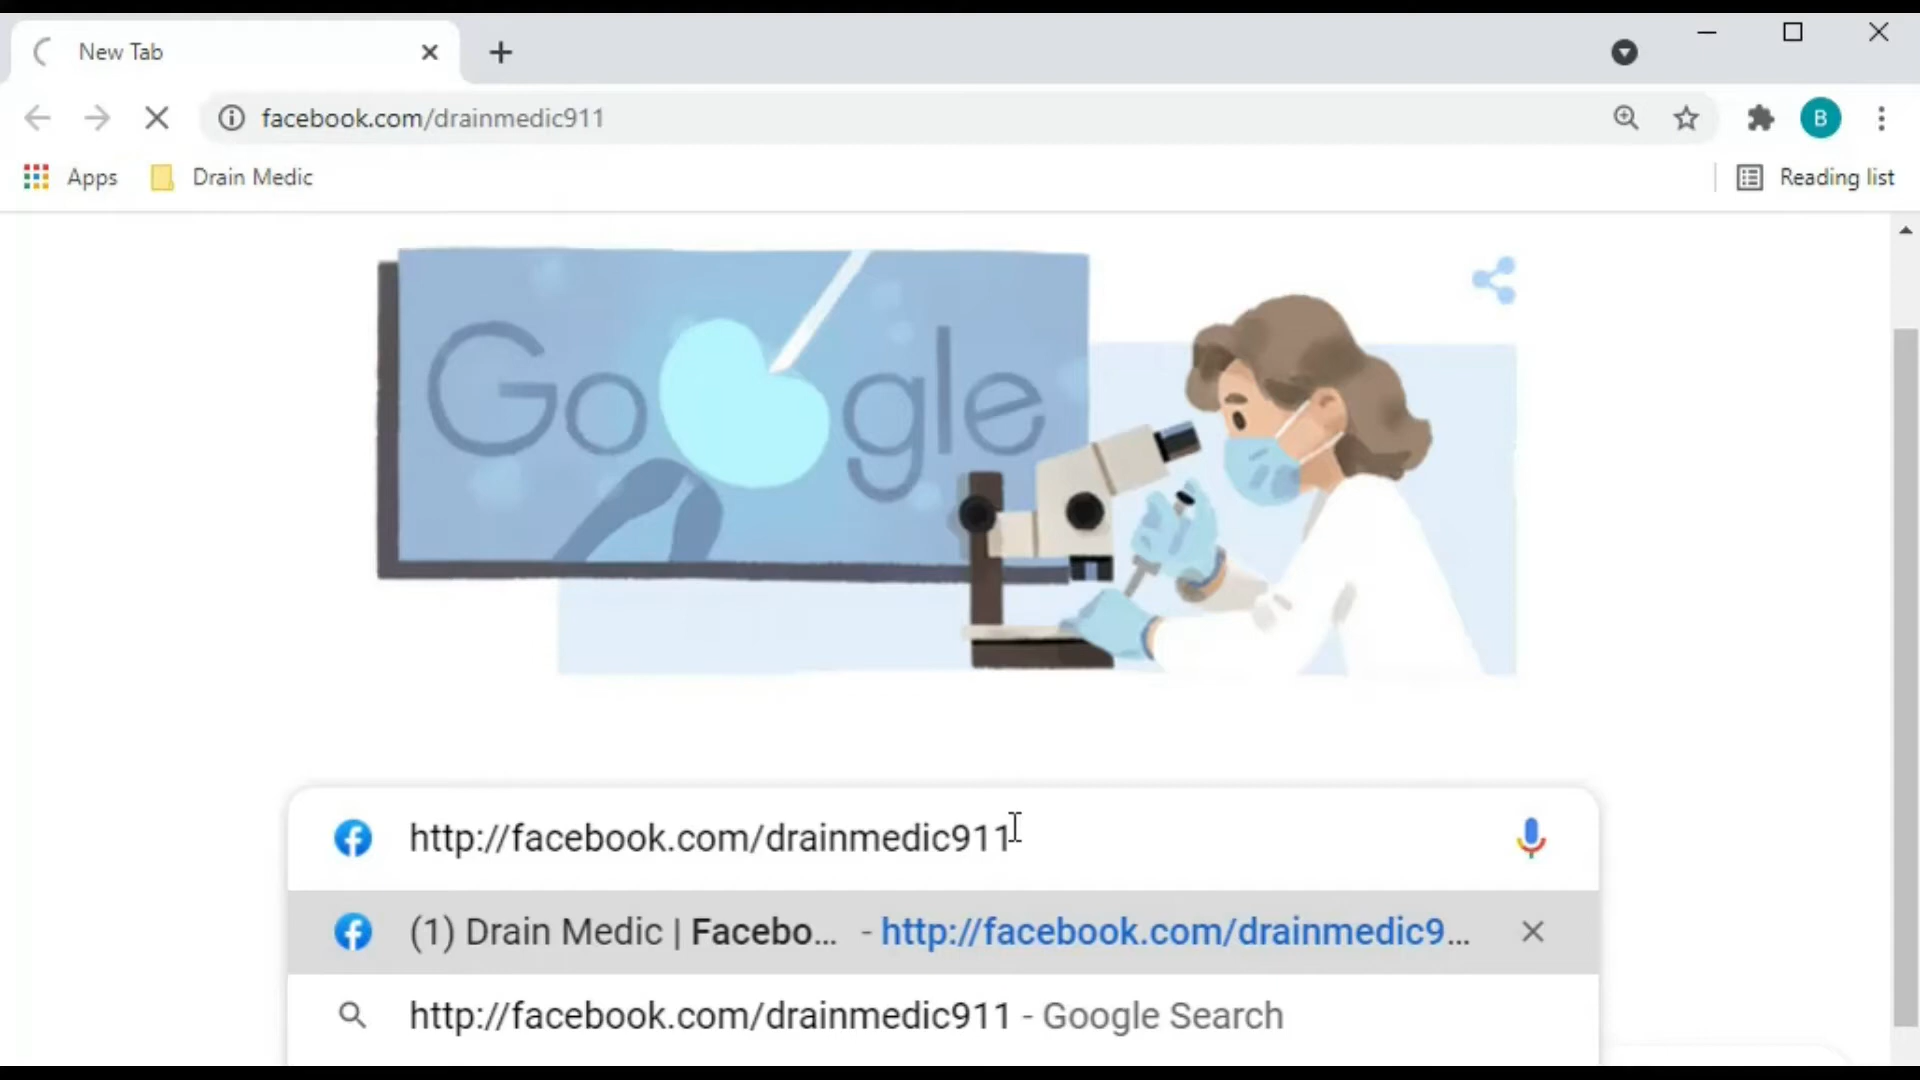 New Tab
facebook.com/drainmedic911
B
Apps
Drain Medic
Reading list
Google
http://facebook.com/drainmedic911
(1) Drain Medic | Facebo... - http://facebook.com/drainmedic9...
http://facebook.com/drainmedic911 - Google Search